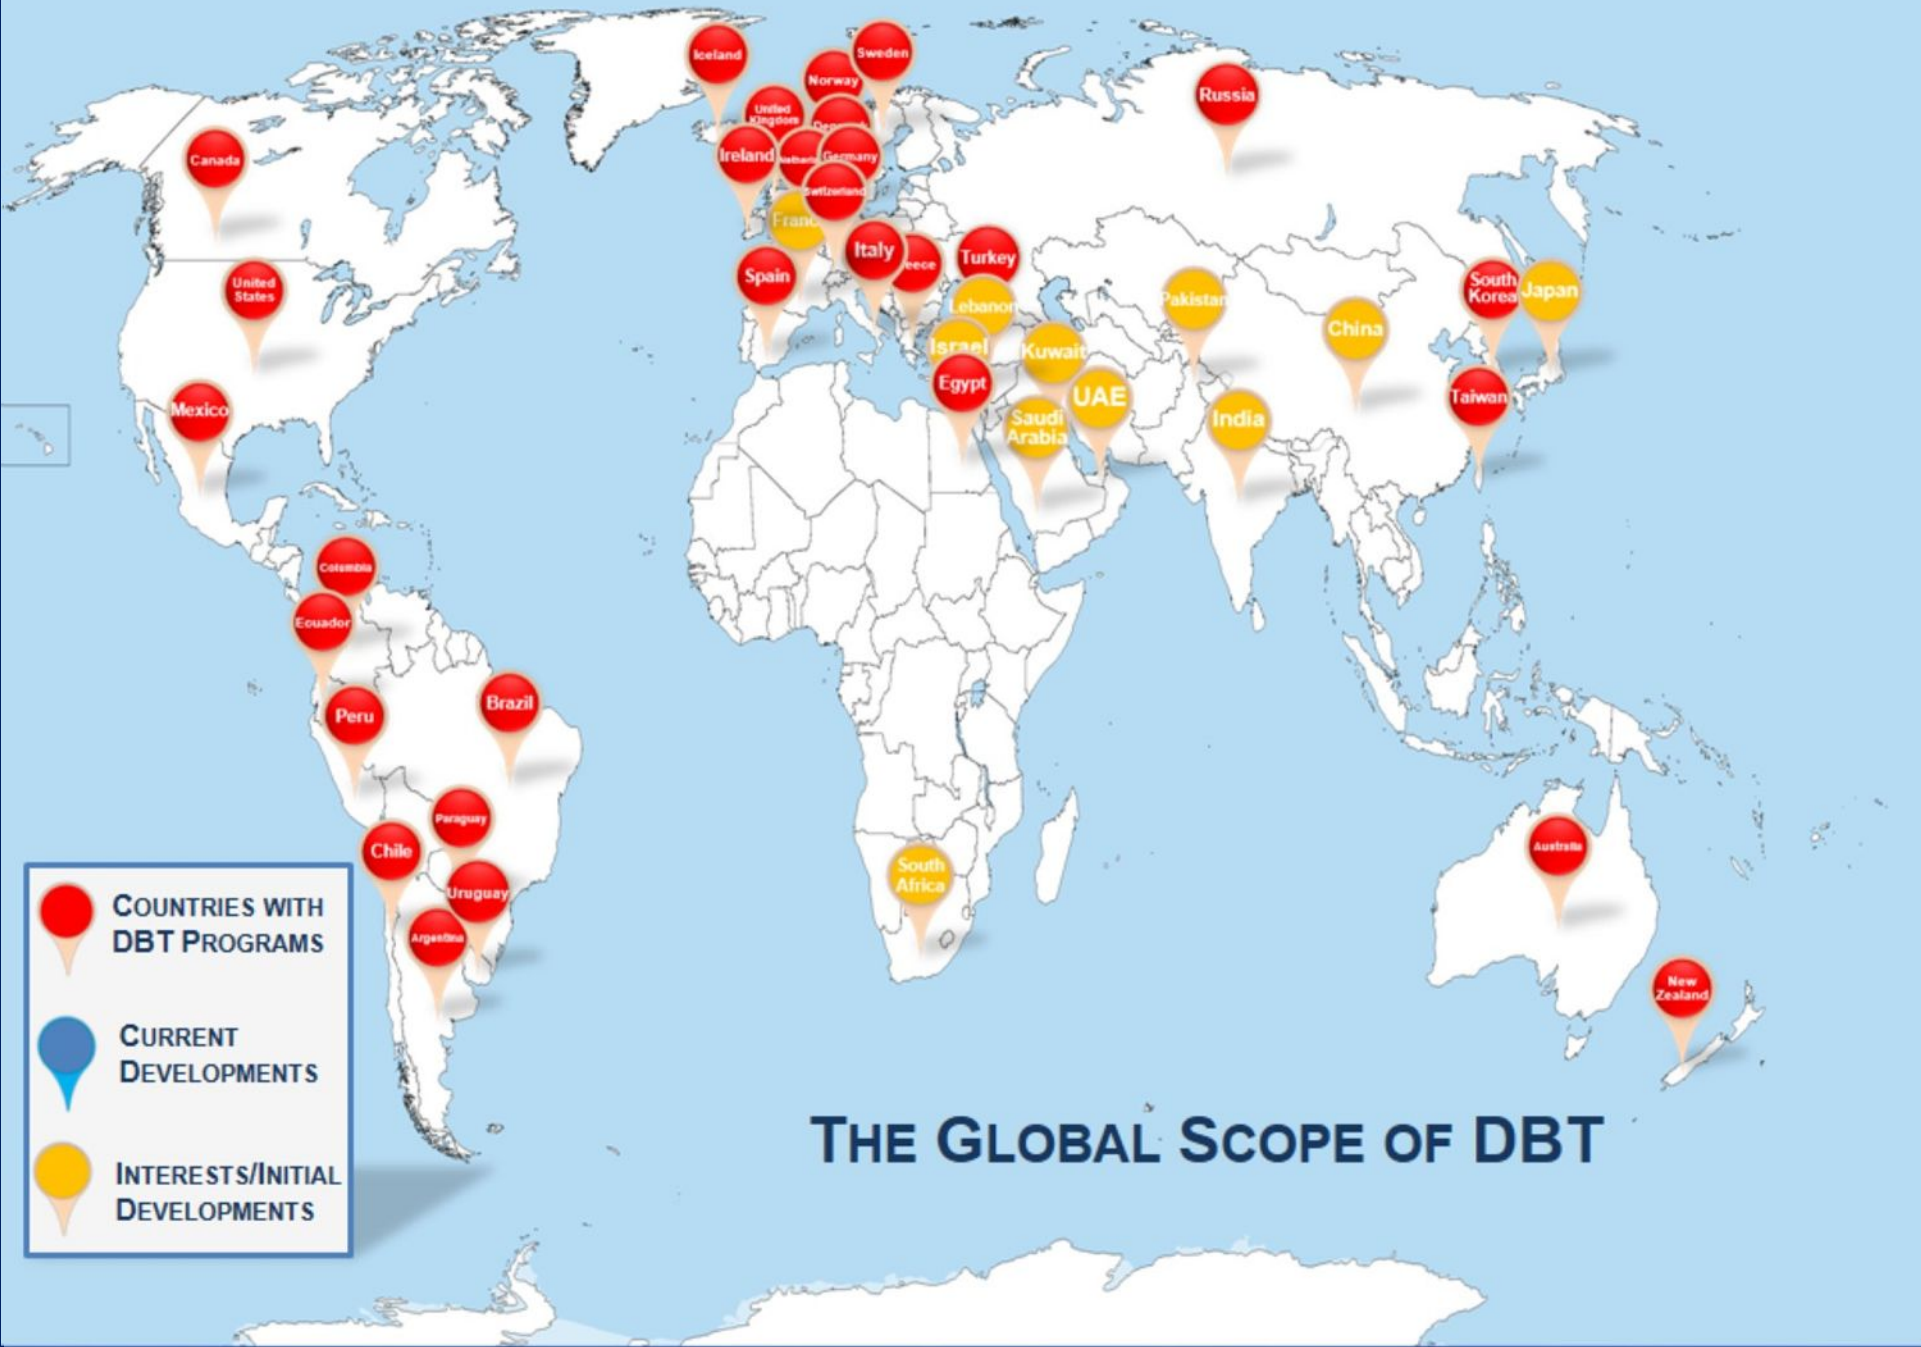 Iceland
Sweden
Norway
United
Kingdom
Russia
Ireland
Germany
Canada
Switzerland
Italy
Turkey
Spain
United
States
Lebanon
Pakistan
South
Korea
Japan
China
Israel
Kuwait
Egypt
UAE
Mexico
Saudi
Arabia
India
Taiwan
Columbia
Ecuador
Peru
Brazil
Paraguay
Chile
Uruguay
Argentina
South
Africa
Australia
New
Zealand
COUNTRIES WITH
DBT PROGRAMS
CURRENT
DEVELOPMENTS
INTERESTS/INITIAL
DEVELOPMENTS
THE GLOBAL SCOPE OF DBT